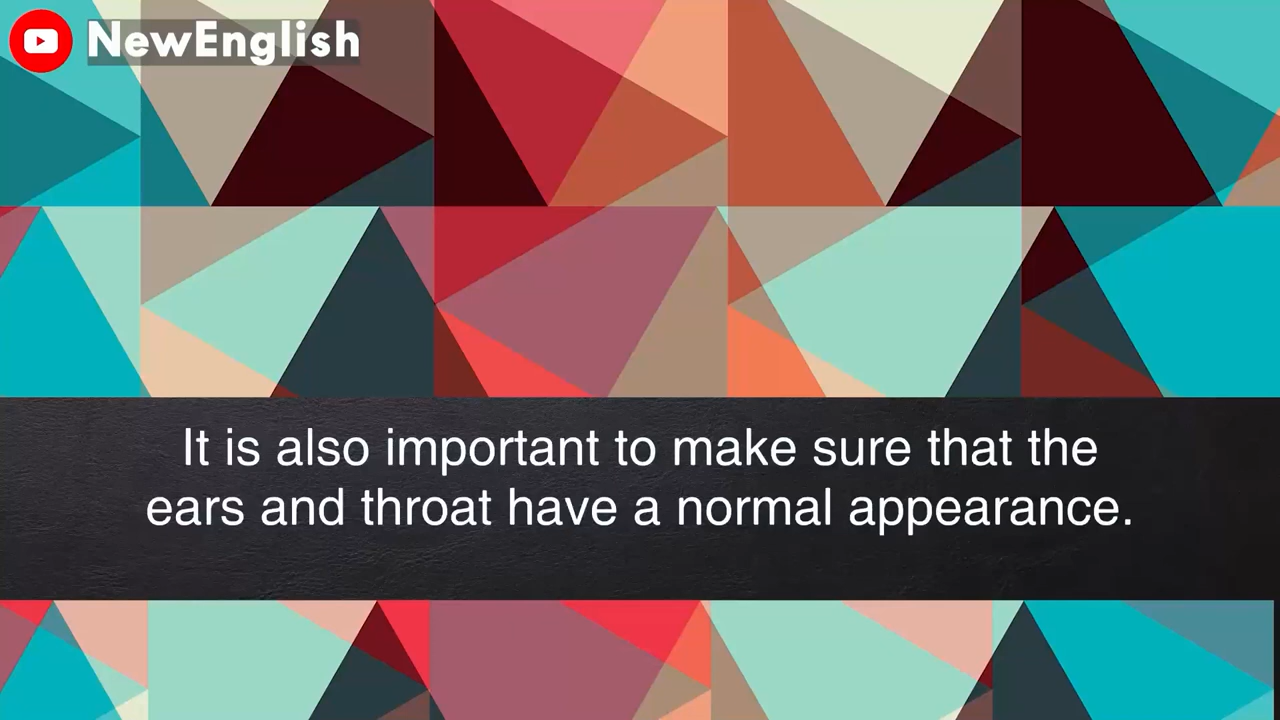 NewEnglish
It is also important to make sure that the
ears and throat have a normal appearance.